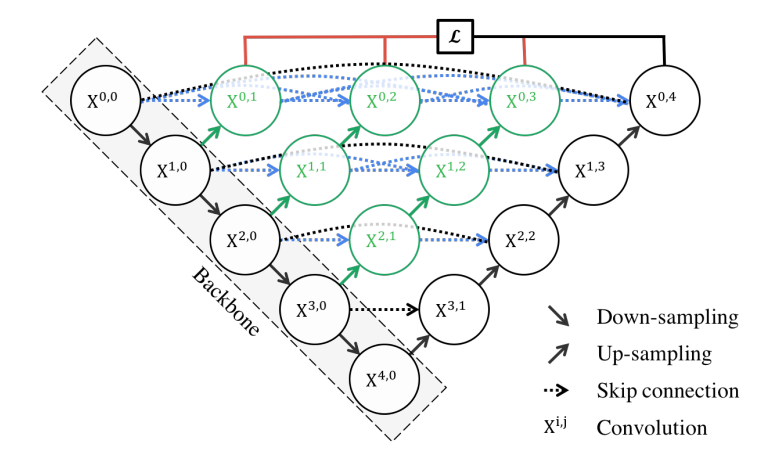 ℒ
X0,0 X0,1 X0,2 X0,3 X0,4
X1,0 X1,1 X1,2 X1,3
X2,0 X2,1 X2,2
X3,0 X3,1
X4,0
Backbone
Down-sampling
Up-sampling
Skip connection
Xi,j Convolution